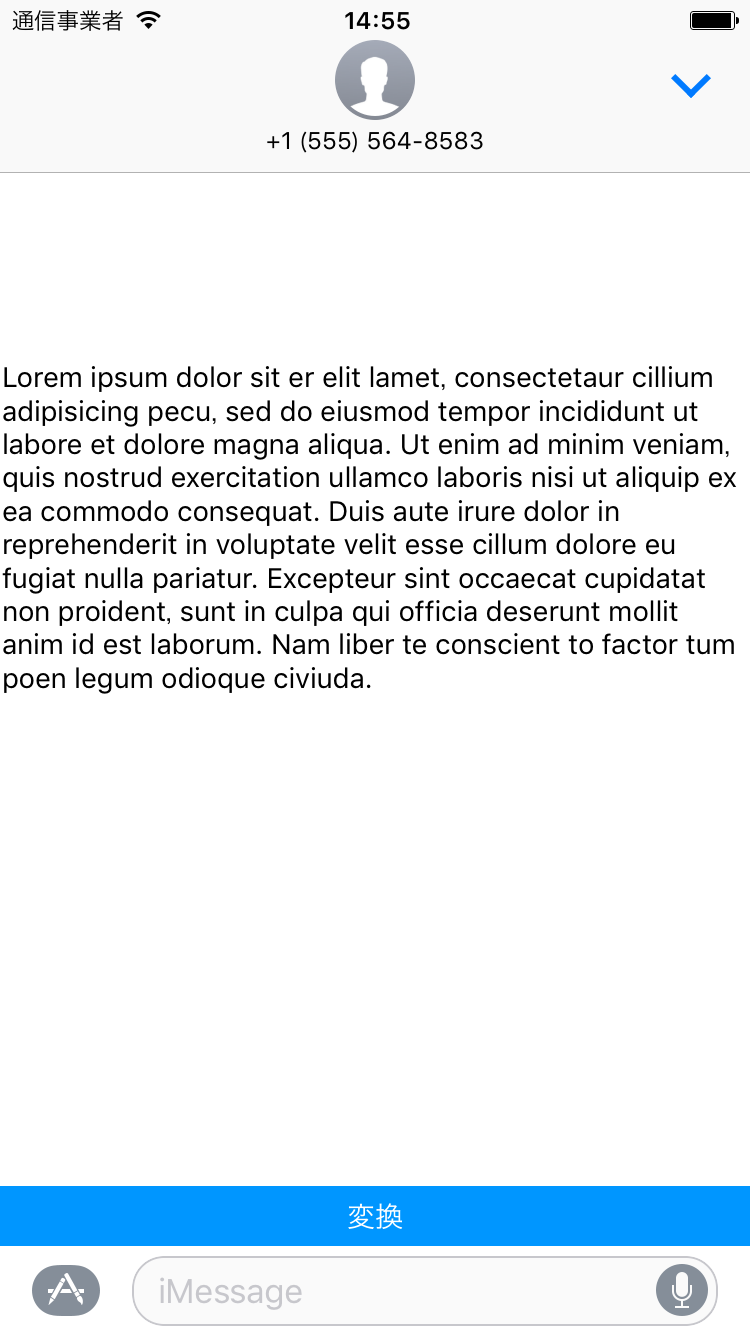 通信事業者 14:55
+1 (555) 564-8583
Lorem ipsum dolor sit er elit lamet, consectetaur cillium
adipisicing pecu, sed do eiusmod tempor incididunt ut
labore et dolore magna aliqua. Ut enim ad minim veniam,
quis nostrud exercitation ullamco laboris nisi ut aliquip ex
ea commodo consequat. Duis aute irure dolor in
reprehenderit in voluptate velit esse cillum dolore eu
fugiat nulla pariatur. Excepteur sint occaecat cupidatat
non proident, sunt in culpa qui officia deserunt mollit
anim id est laborum. Nam liber te conscient to factor tum
poen legum odioque civiuda.
変換
iMessage